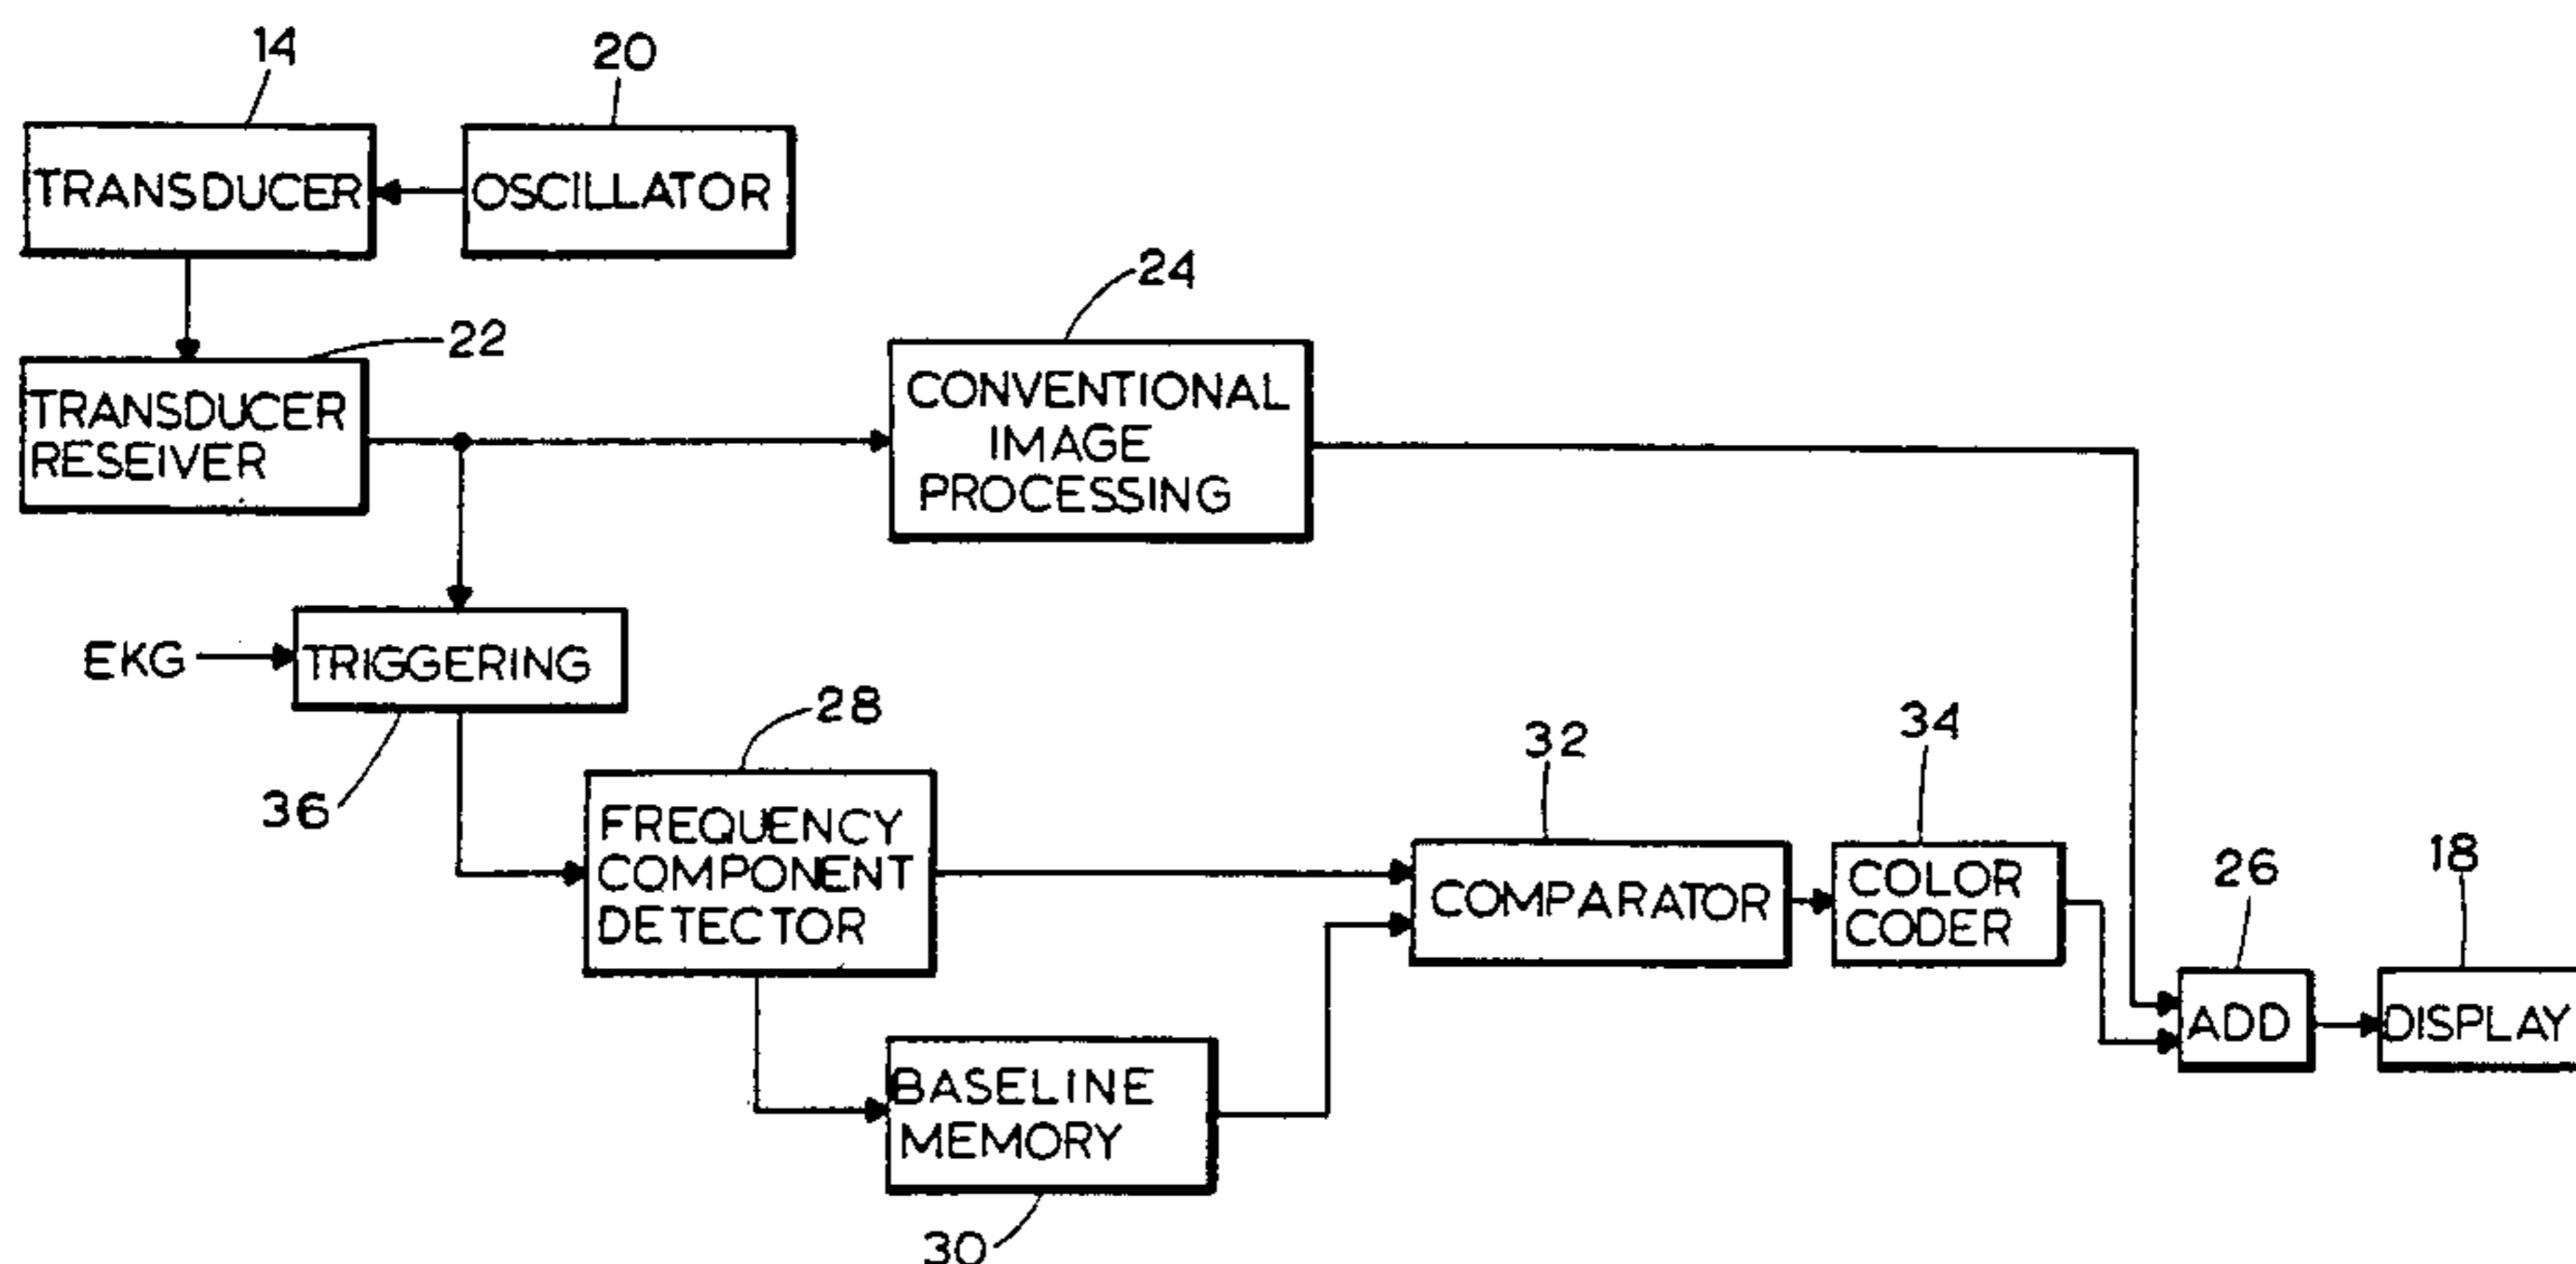 14
20
TRANSDUCER
OSCILLATOR
24
22
TRANSDUCER
RESEIVER
CONVENTIONAL
IMAGE
PROCESSING
EKG
TRIGGERING
36
28
FREQUENCY
COMPONENT
DETECTOR
32
COMPARATOR
34
COLOR
CODER
26
ADD
18
DISPLAY
BASELINE
MEMORY
30